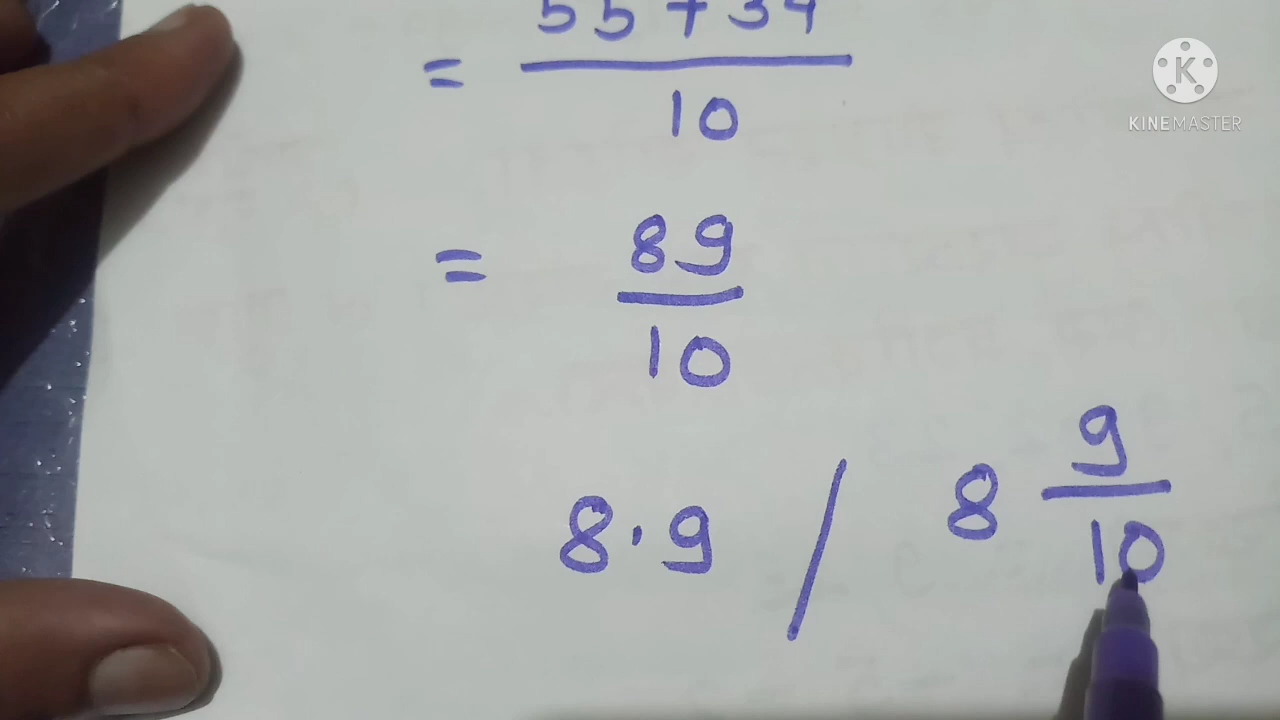 = 55 + 34 / 10
K
KINEMASTER
= 89 / 10
8.9 / 8 9/10